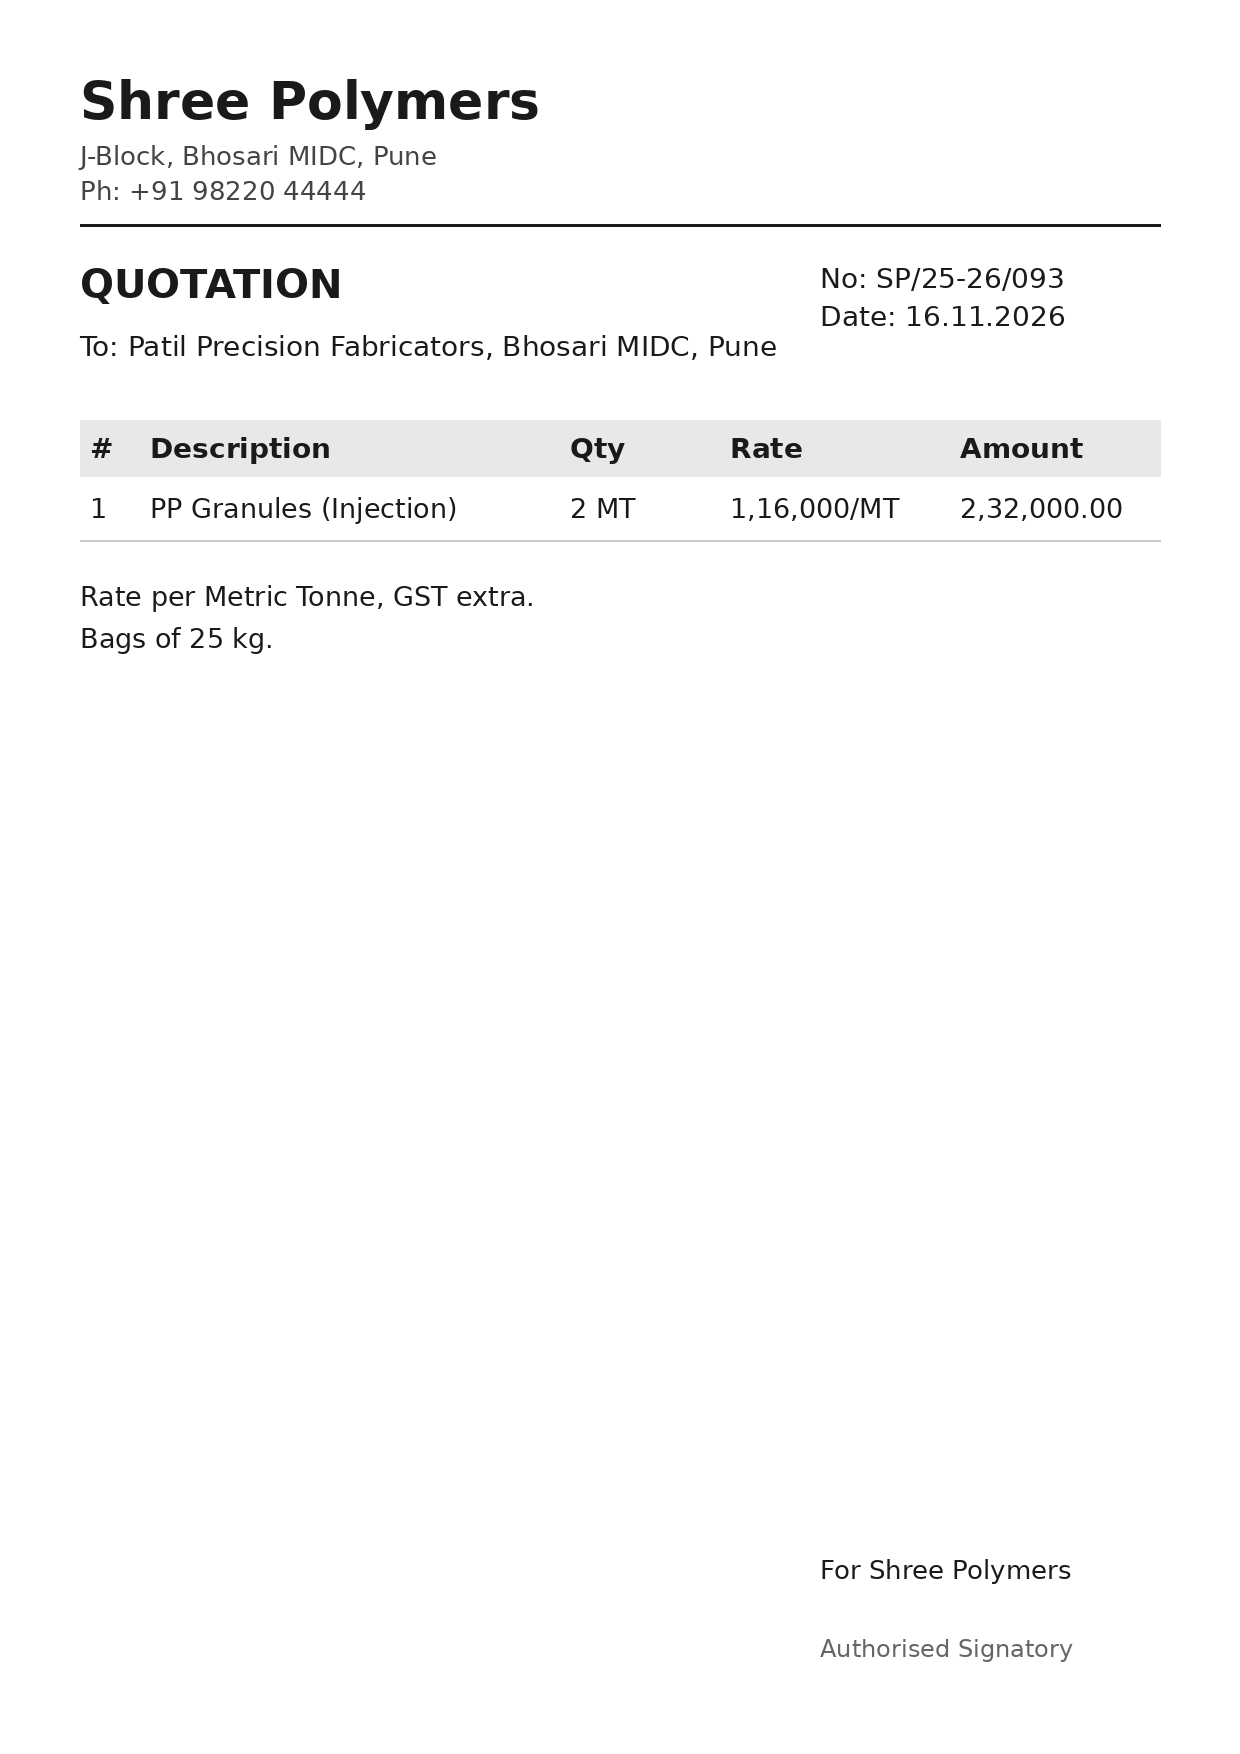 Shree Polymers
J-Block, Bhosari MIDC, Pune
Ph: +91 98220 44444
QUOTATION
No: SP/25-26/093
Date: 16.11.2026
To: Patil Precision Fabricators, Bhosari MIDC, Pune
# Description Qty Rate Amount
1 PP Granules (Injection) 2 MT 1,16,000/MT 2,32,000.00
Rate per Metric Tonne, GST extra.
Bags of 25 kg.
For Shree Polymers
Authorised Signatory